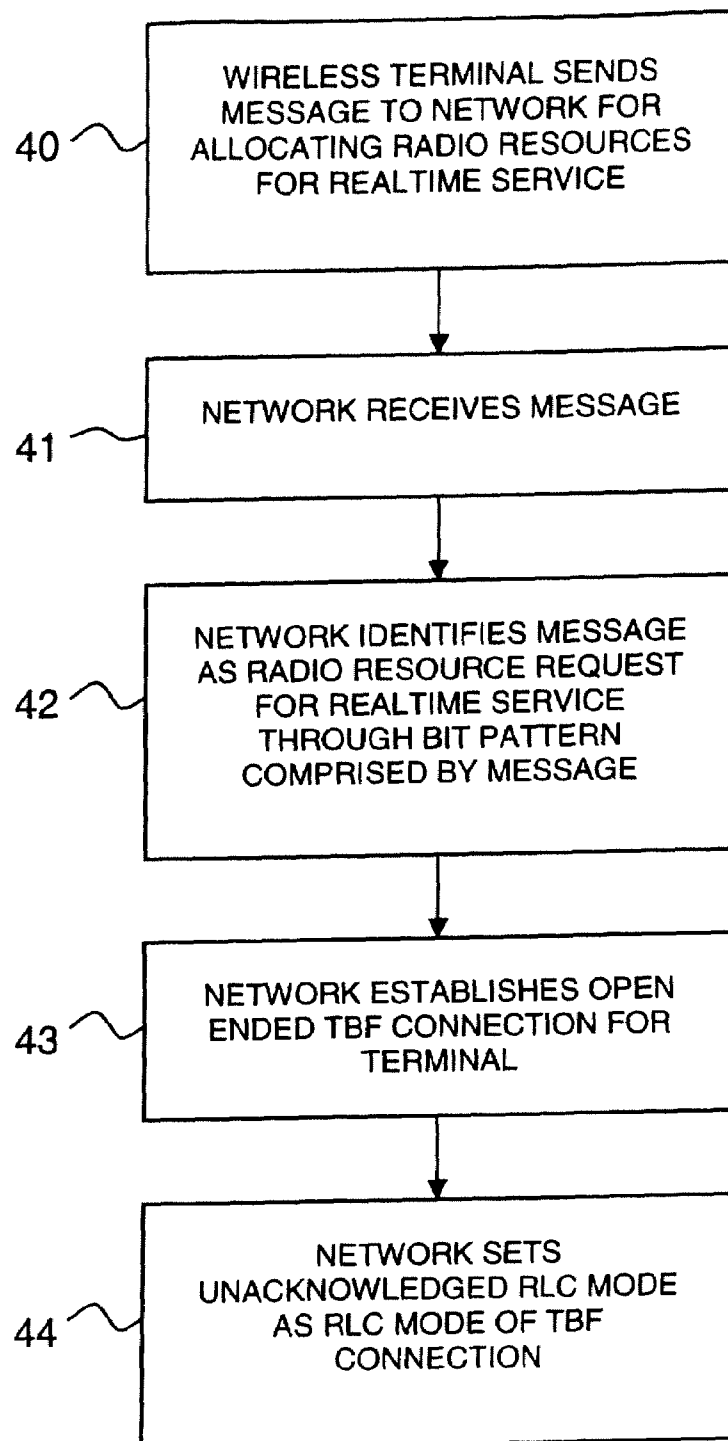 40
WIRELESS TERMINAL SENDS
MESSAGE TO NETWORK FOR
ALLOCATING RADIO RESOURCES
FOR REALTIME SERVICE
41
NETWORK RECEIVES MESSAGE
42
NETWORK IDENTIFIES MESSAGE
AS RADIO RESOURCE REQUEST
FOR REALTIME SERVICE
THROUGH BIT PATTERN
COMPRISED BY MESSAGE
43
NETWORK ESTABLISHES OPEN
ENDED TBF CONNECTION FOR
TERMINAL
44
NETWORK SETS
UNACKNOWLEDGED RLC MODE
AS RLC MODE OF TBF
CONNECTION